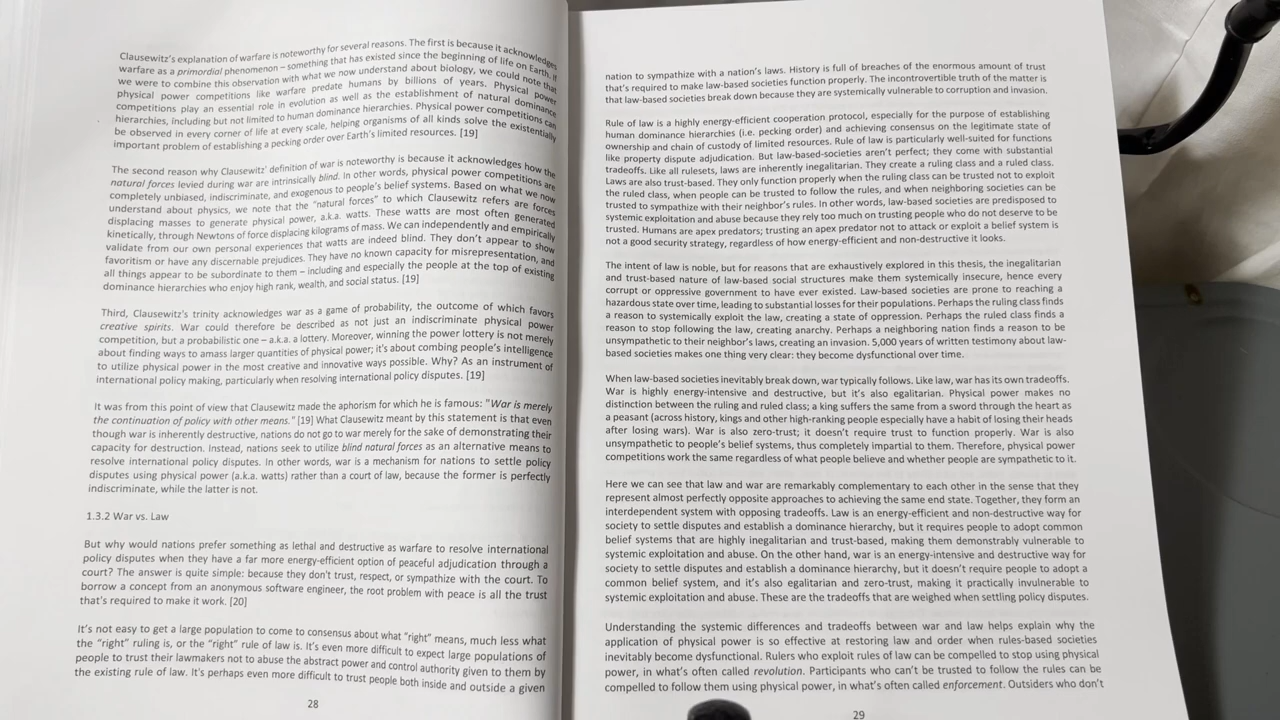 Clausewitz's explanation of warfare is noteworthy for several reasons. The first is because it acknowledges
warfare as a primordial phenomenon – something that has existed since the beginning of life on Earth. If
we were to combine this observation with what we now understand about biology, we could note that
physical power competitions like warfare predate humans by billions of years. Physical power
competitions play an essential role in evolution as well as the establishment of natural dominance
hierarchies, including but not limited to human dominance hierarchies. Physical power competitions can
be observed in every corner of life at every scale, helping organisms of all kinds solve the existentially
important problem of establishing a pecking order over Earth's limited resources. [19]
The second reason why Clausewitz' definition of war is noteworthy is because it acknowledges how the
natural forces levied during war are intrinsically blind. In other words, physical power competitions are
completely unbiased, indiscriminate, and exogenous to people's belief systems. Based on what we now
understand about physics, we note that the "natural forces" to which Clausewitz refers are forces
displacing masses to generate physical power, a.k.a. watts. These watts are most often generated
kinetically, through Newtons of force displacing kilograms of mass. We can independently and empirically
validate from our own personal experiences that watts are indeed blind. They don't appear to show
favoritism or have any discernable prejudices. They have no known capacity for misrepresentation, and
all things appear to be subordinate to them – including and especially the people at the top of existing
dominance hierarchies who enjoy high rank, wealth, and social status. [19]
Third, Clausewitz's trinity acknowledges war as a game of probability, the outcome of which favors
creative spirits. War could therefore be described as not just an indiscriminate physical power
competition, but a probabilistic one – a.k.a. a lottery. Moreover, winning the power lottery is not merely
about finding ways to amass larger quantities of physical power; it's about combing people's intelligence
to utilize physical power in the most creative and innovative ways possible. Why? As an instrument of
international policy making, particularly when resolving international policy disputes. [19]
It was from this point of view that Clausewitz made the aphorism for which he is famous: "War is merely
the continuation of policy with other means." [19] What Clausewitz meant by this statement is that even
though war is inherently destructive, nations do not go to war merely for the sake of demonstrating their
capacity for destruction. Instead, nations seek to utilize blind natural forces as an alternative means to
resolve international policy disputes. In other words, war is a mechanism for nations to settle policy
disputes using physical power (a.k.a. watts) rather than a court of law, because the former is perfectly
indiscriminate, while the latter is not.
1.3.2 War vs. Law
But why would nations prefer something as lethal and destructive as warfare to resolve international
policy disputes when they have a far more energy-efficient option of peaceful adjudication through a
court? The answer is quite simple: because they don't trust, respect, or sympathize with the court. To
borrow a concept from an anonymous software engineer, the root problem with peace is all the trust
that's required to make it work. [20]
It's not easy to get a large population to come to consensus about what "right" means, much less what
the "right" ruling is, or the "right" rule of law is. It's even more difficult to expect large populations of
people to trust their lawmakers not to abuse the abstract power and control authority given to them by
the existing rule of law. It's perhaps even more difficult to trust people both inside and outside a given
28
nation to sympathize with a nation's laws. History is full of breaches of the enormous amount of trust
that's required to make law-based societies function properly. The incontrovertible truth of the matter is
that law-based societies break down because they are systemically vulnerable to corruption and invasion.
Rule of law is a highly energy-efficient cooperation protocol, especially for the purpose of establishing
human dominance hierarchies (i.e. pecking order) and achieving consensus on the legitimate state of
ownership and chain of custody of limited resources. Rule of law is particularly well-suited for functions
like property dispute adjudication. But law-based-societies aren't perfect; they come with substantial
tradeoffs. Like all rulesets, laws are inherently inegalitarian. They create a ruling class and a ruled class.
Laws are also trust-based. They only function properly when the ruling class can be trusted not to exploit
the ruled class, when people can be trusted to follow the rules, and when neighboring societies can be
trusted to sympathize with their neighbor's rules. In other words, law-based societies are predisposed to
systemic exploitation and abuse because they rely too much on trusting people who do not deserve to be
trusted. Humans are apex predators; trusting an apex predator not to attack or exploit a belief system is
not a good security strategy, regardless of how energy-efficient and non-destructive it looks.
The intent of law is noble, but for reasons that are exhaustively explored in this thesis, the inegalitarian
and trust-based nature of law-based social structures make them systemically insecure, hence every
corrupt or oppressive government to have ever existed. Law-based societies are prone to reaching a
hazardous state over time, leading to substantial losses for their populations. Perhaps the ruling class finds
a reason to systemically exploit the law, creating a state of oppression. Perhaps the ruled class finds a
reason to stop following the law, creating anarchy. Perhaps a neighboring nation finds a reason to be
unsympathetic to their neighbor's laws, creating an invasion. 5,000 years of written testimony about law-
based societies makes one thing very clear: they become dysfunctional over time.
When law-based societies inevitably break down, war typically follows. Like law, war has its own tradeoffs.
War is highly energy-intensive and destructive, but it's also egalitarian. Physical power makes no
distinction between the ruling and ruled class; a king suffers the same from a sword through the heart as
a peasant (across history, kings and other high-ranking people especially have a habit of losing their heads
after losing wars). War is also zero-trust; it doesn't require trust to function properly. War is also
unsympathetic to people's belief systems, thus completely impartial to them. Therefore, physical power
competitions work the same regardless of what people believe and whether people are sympathetic to it.
Here we can see that law and war are remarkably complementary to each other in the sense that they
represent almost perfectly opposite approaches to achieving the same end state. Together, they form an
interdependent system with opposing tradeoffs. Law is an energy-efficient and non-destructive way for
society to settle disputes and establish a dominance hierarchy, but it requires people to adopt common
belief systems that are highly inegalitarian and trust-based, making them demonstrably vulnerable to
systemic exploitation and abuse. On the other hand, war is an energy-intensive and destructive way for
society to settle disputes and establish a dominance hierarchy, but it doesn't require people to adopt a
common belief system, and it's also egalitarian and zero-trust, making it practically invulnerable to
systemic exploitation and abuse. These are the tradeoffs that are weighed when settling policy disputes.
Understanding the systemic differences and tradeoffs between war and law helps explain why the
application of physical power is so effective at restoring law and order when rules-based societies
inevitably become dysfunctional. Rulers who exploit rules of law can be compelled to stop using physical
power, in what's often called revolution. Participants who can't be trusted to follow the rules can be
compelled to follow them using physical power, in what's often called enforcement. Outsiders who don't
29